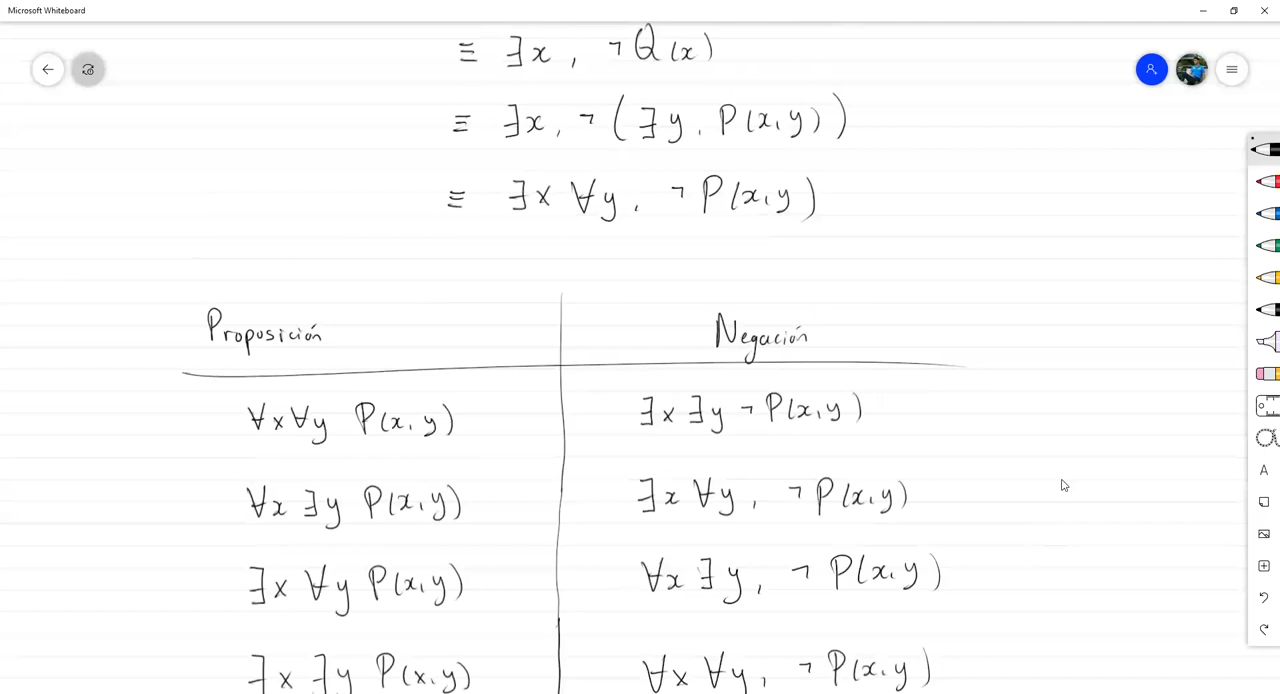 Microsoft Whiteboard
≡ ∃x, ¬Q(x)
≡ ∃x, ¬(∃y, P(x,y))
≡ ∃x ∀y, ¬P(x,y)
Proposición Negación
∀x∀y P(x,y) ∃x ∃y ¬P(x,y)
∀x ∃y P(x,y) ∃x ∀y, ¬P(x,y)
∃x ∀y P(x,y) ∀x ∃y, ¬P(x,y)
∃x ∃y P(x,y) ∀x ∀y, ¬P(x,y)
A